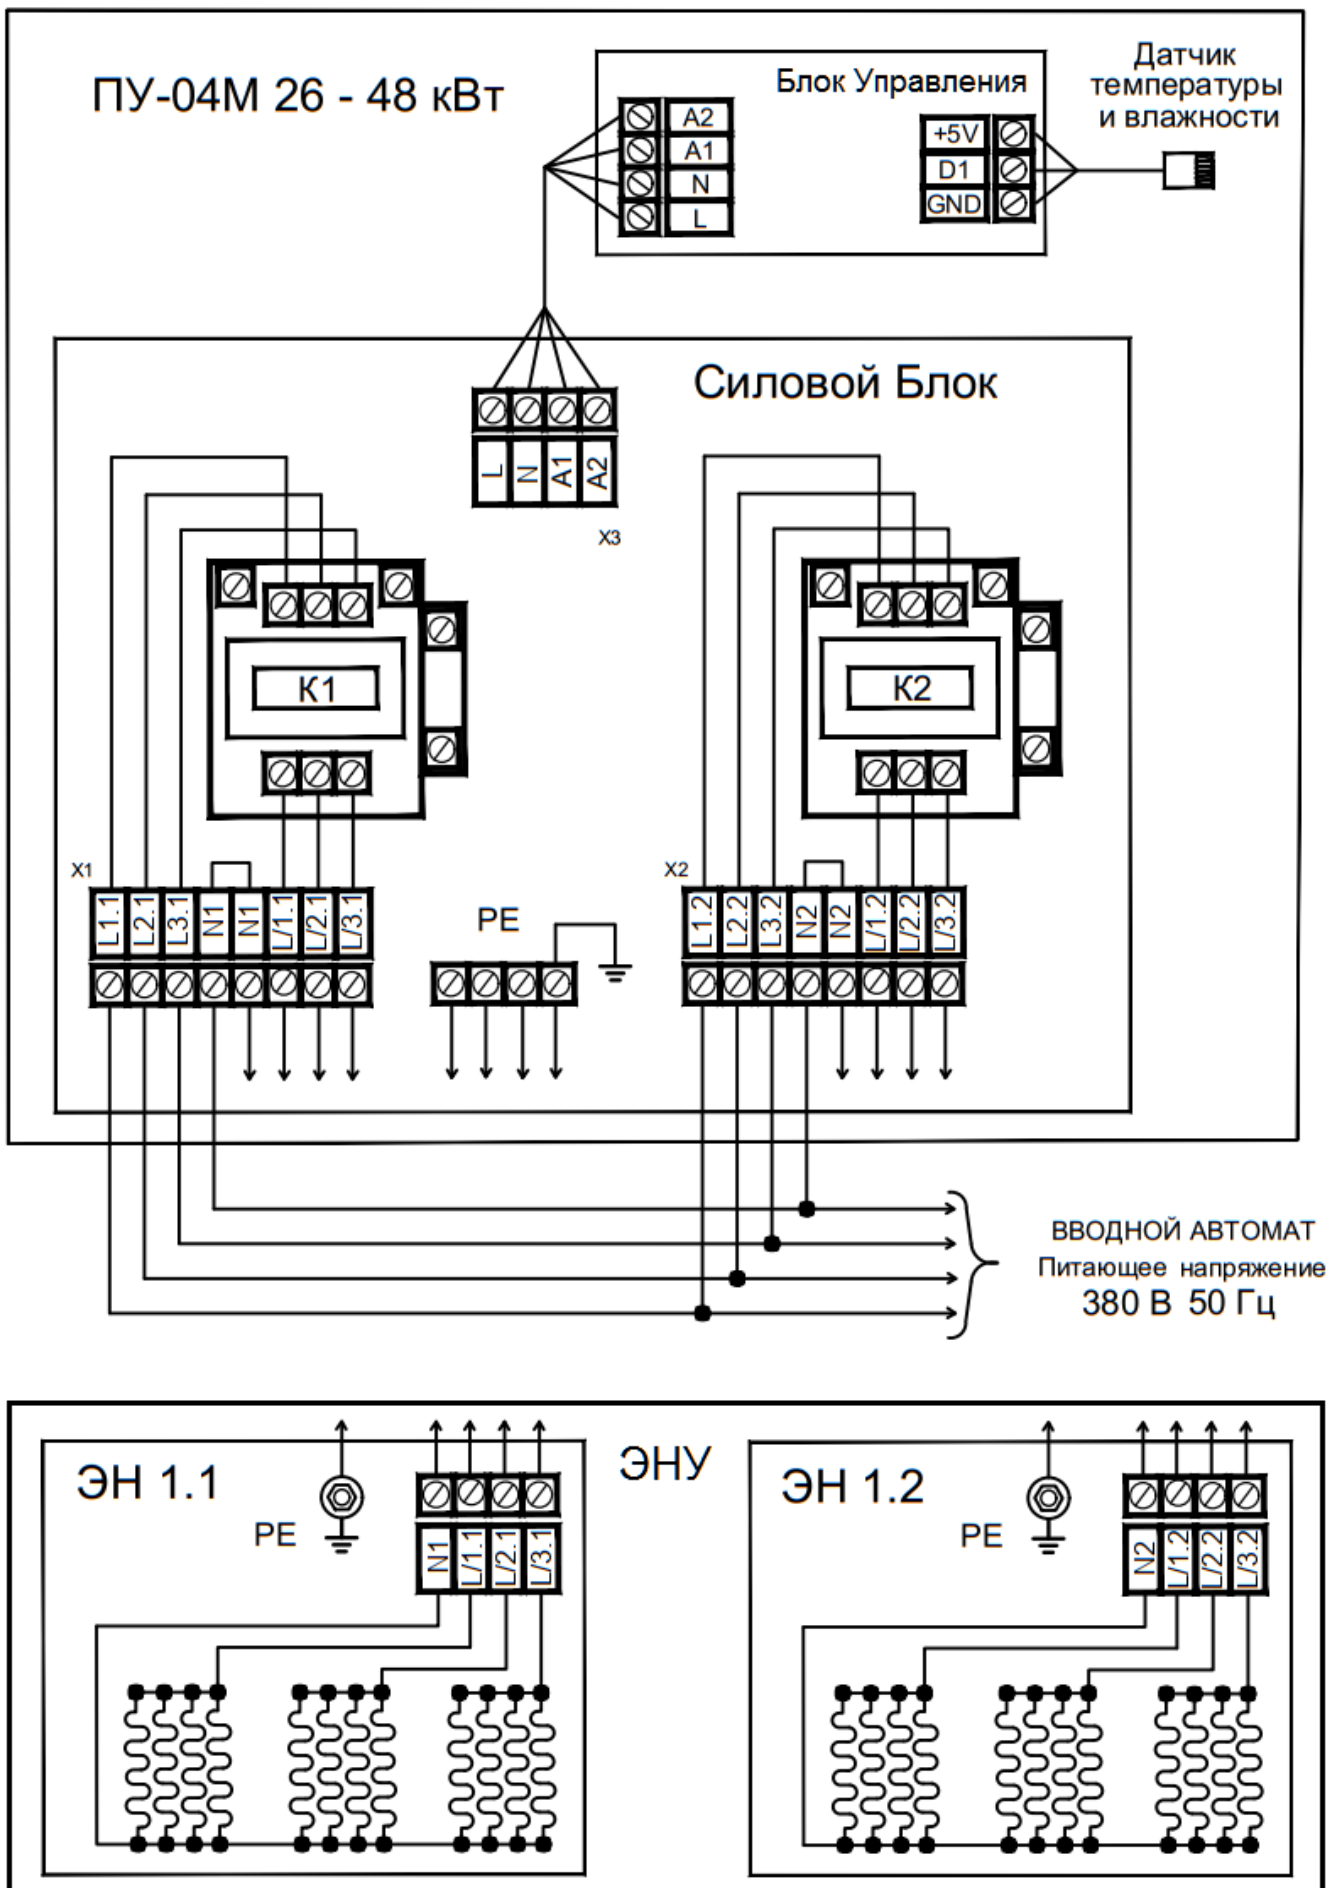 ПУ-04М 26 - 48 кВт
Блок Управления
Датчик
температуры
и влажности
A2
A1
N
L
+5V
D1
GND
Силовой Блок
L
N
A1
A2
X3
K1
K2
X1
L1.1
L2.1
L3.1
N1
N1
L/1.1
L/2.1
L/3.1
PE
X2
L1.2
L2.2
L3.2
N2
N2
L/1.2
L/2.2
L/3.2
ВВОДНОЙ АВТОМАТ
Питающее напряжение
380 В 50 Гц
ЭНУ
ЭН 1.1
PE
N1
L/1.1
L/2.1
L/3.1
ЭН 1.2
PE
N2
L/1.2
L/2.2
L/3.2